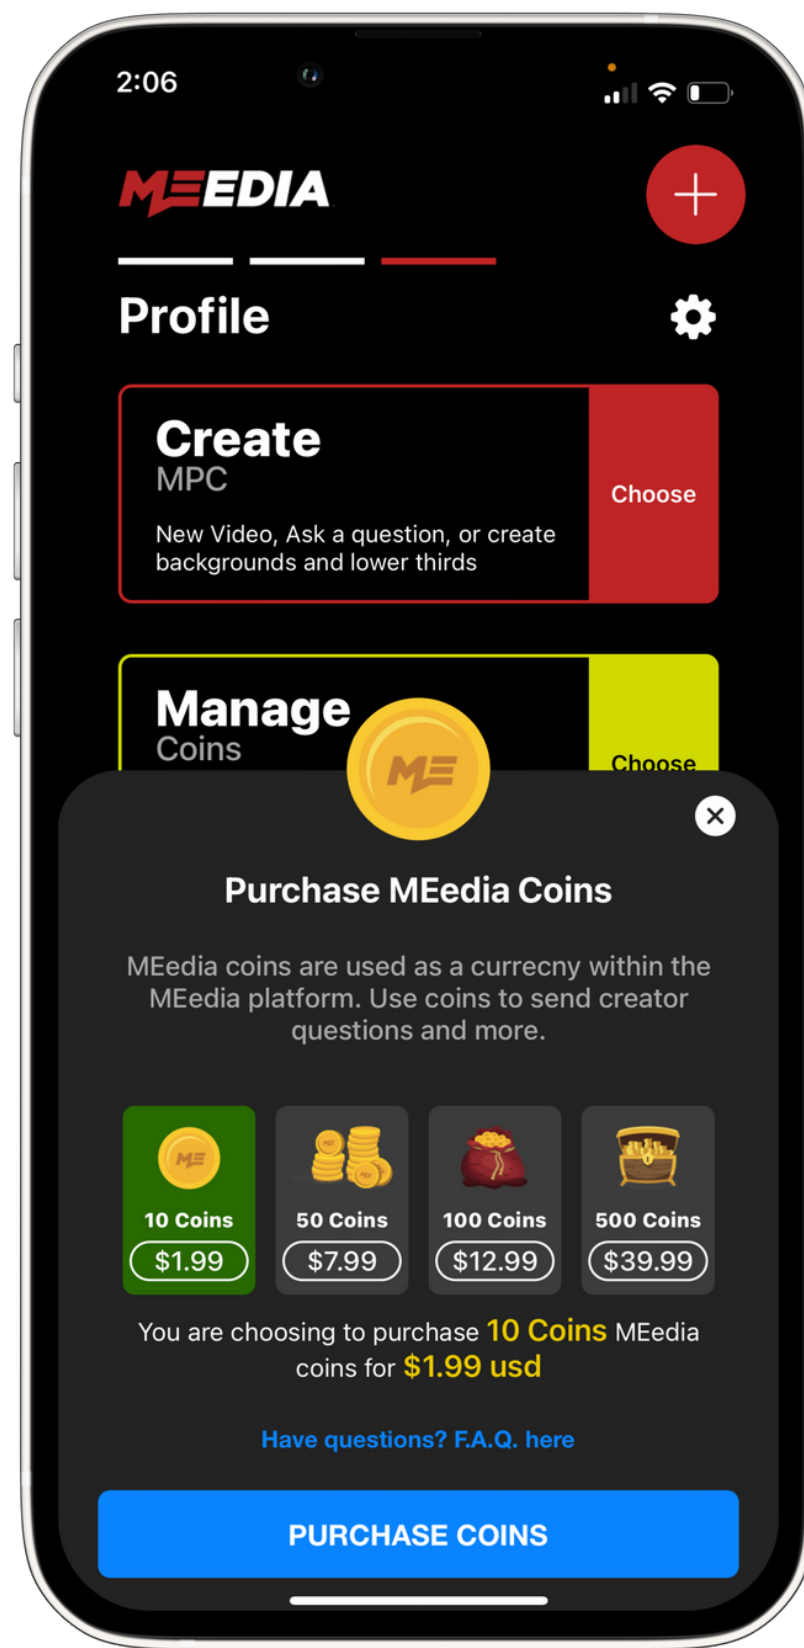 2:06
MEEDIA
Profile
Create
MPC
Choose
New Video, Ask a question, or create
backgrounds and lower thirds
Manage
Coins
Choose
ME
Purchase MEedia Coins
MEedia coins are used as a currecny within the
MEedia platform. Use coins to send creator
questions and more.
ME
ME
ME
10 Coins
50 Coins
100 Coins
500 Coins
$1.99
$7.99
$12.99
$39.99
You are choosing to purchase 10 Coins MEedia
coins for $1.99 usd
Have questions? F.A.Q. here
PURCHASE COINS